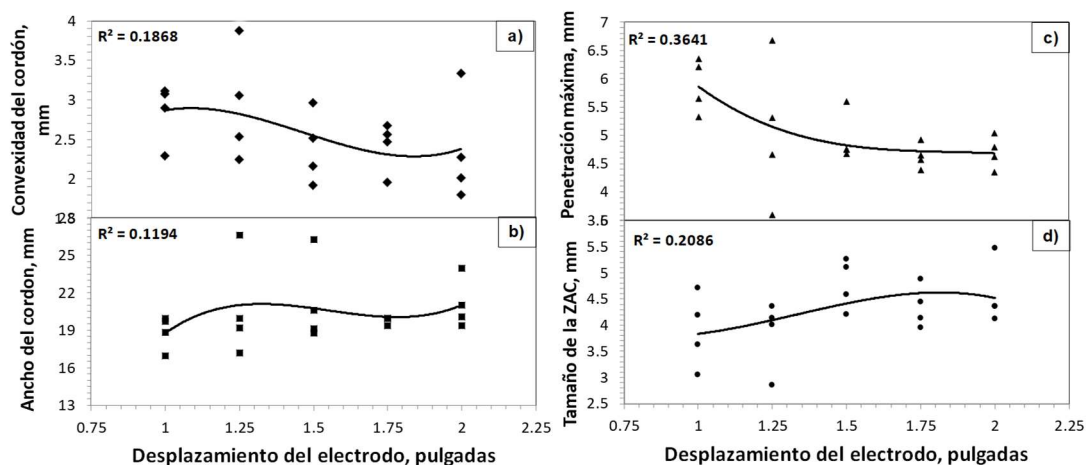 Convexidad del cordón,
mm
4
3.5
3
2.5
2
1.5
R² = 0.1868
a)
Ancho del cordon, mm
28
25
22
19
16
13
R² = 0.1194
b)
0.75
1
1.25
1.5
1.75
2
2.25
Desplazamiento del electrodo, pulgadas
Penetración máxima, mm
7
6.5
6
5.5
5
4.5
4
3.5
R² = 0.3641
c)
Tamaño de la ZAC, mm
6
5.5
5
4.5
4
3.5
3
2.5
R² = 0.2086
d)
0.75
1
1.25
1.5
1.75
2
2.25
Desplazamiento del electrodo, pulgadas